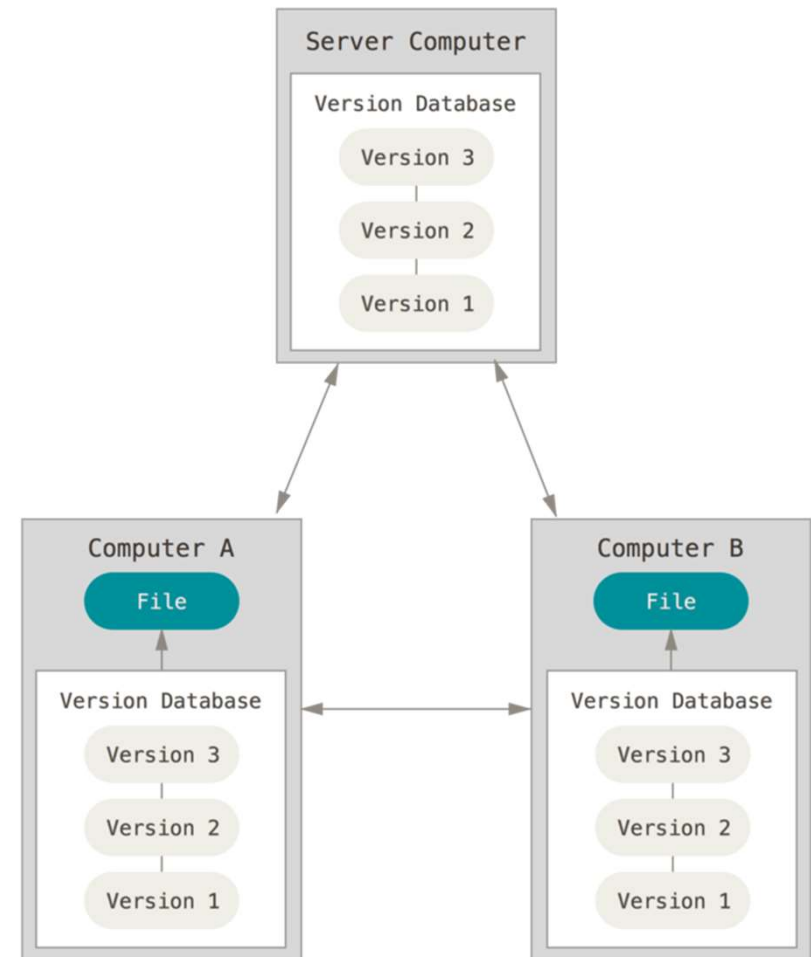 Server Computer
Version Database
Version 3
Version 2
Version 1
Computer A
File
Version Database
Version 3
Version 2
Version 1
Computer B
File
Version Database
Version 3
Version 2
Version 1